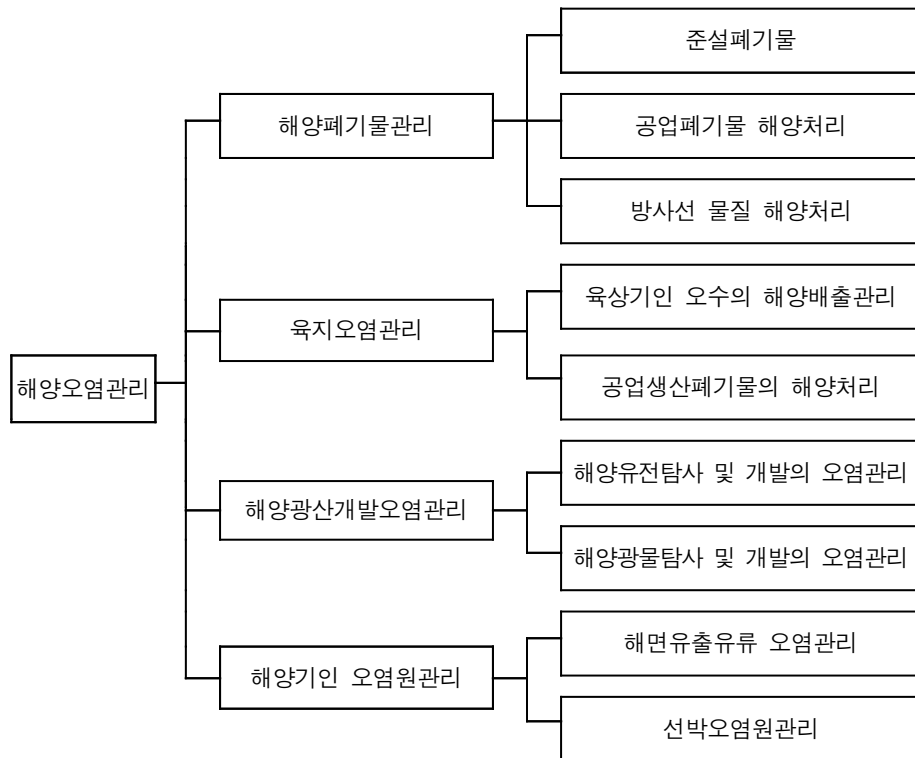 해양오염관리
해양폐기물관리
준설폐기물
공업폐기물 해양처리
방사선 물질 해양처리
육지오염관리
육상기인 오수의 해양배출관리
공업생산폐기물의 해양처리
해양광산개발오염관리
해양유전탐사 및 개발의 오염관리
해양광물탐사 및 개발의 오염관리
해양기인 오염원관리
해면유출유류 오염관리
선박오염원관리